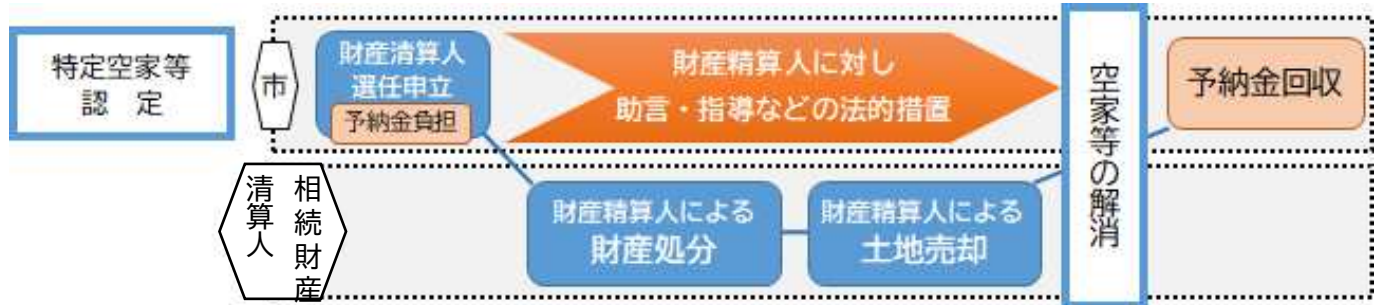 特定空家等
認　定
市
財産清算人
選任申立
予納金負担
財産精算人に対し
助言・指導などの法的措置
空家等の解消
予納金回収
相続財産
清算人
財産精算人による
財産処分
財産精算人による
土地売却